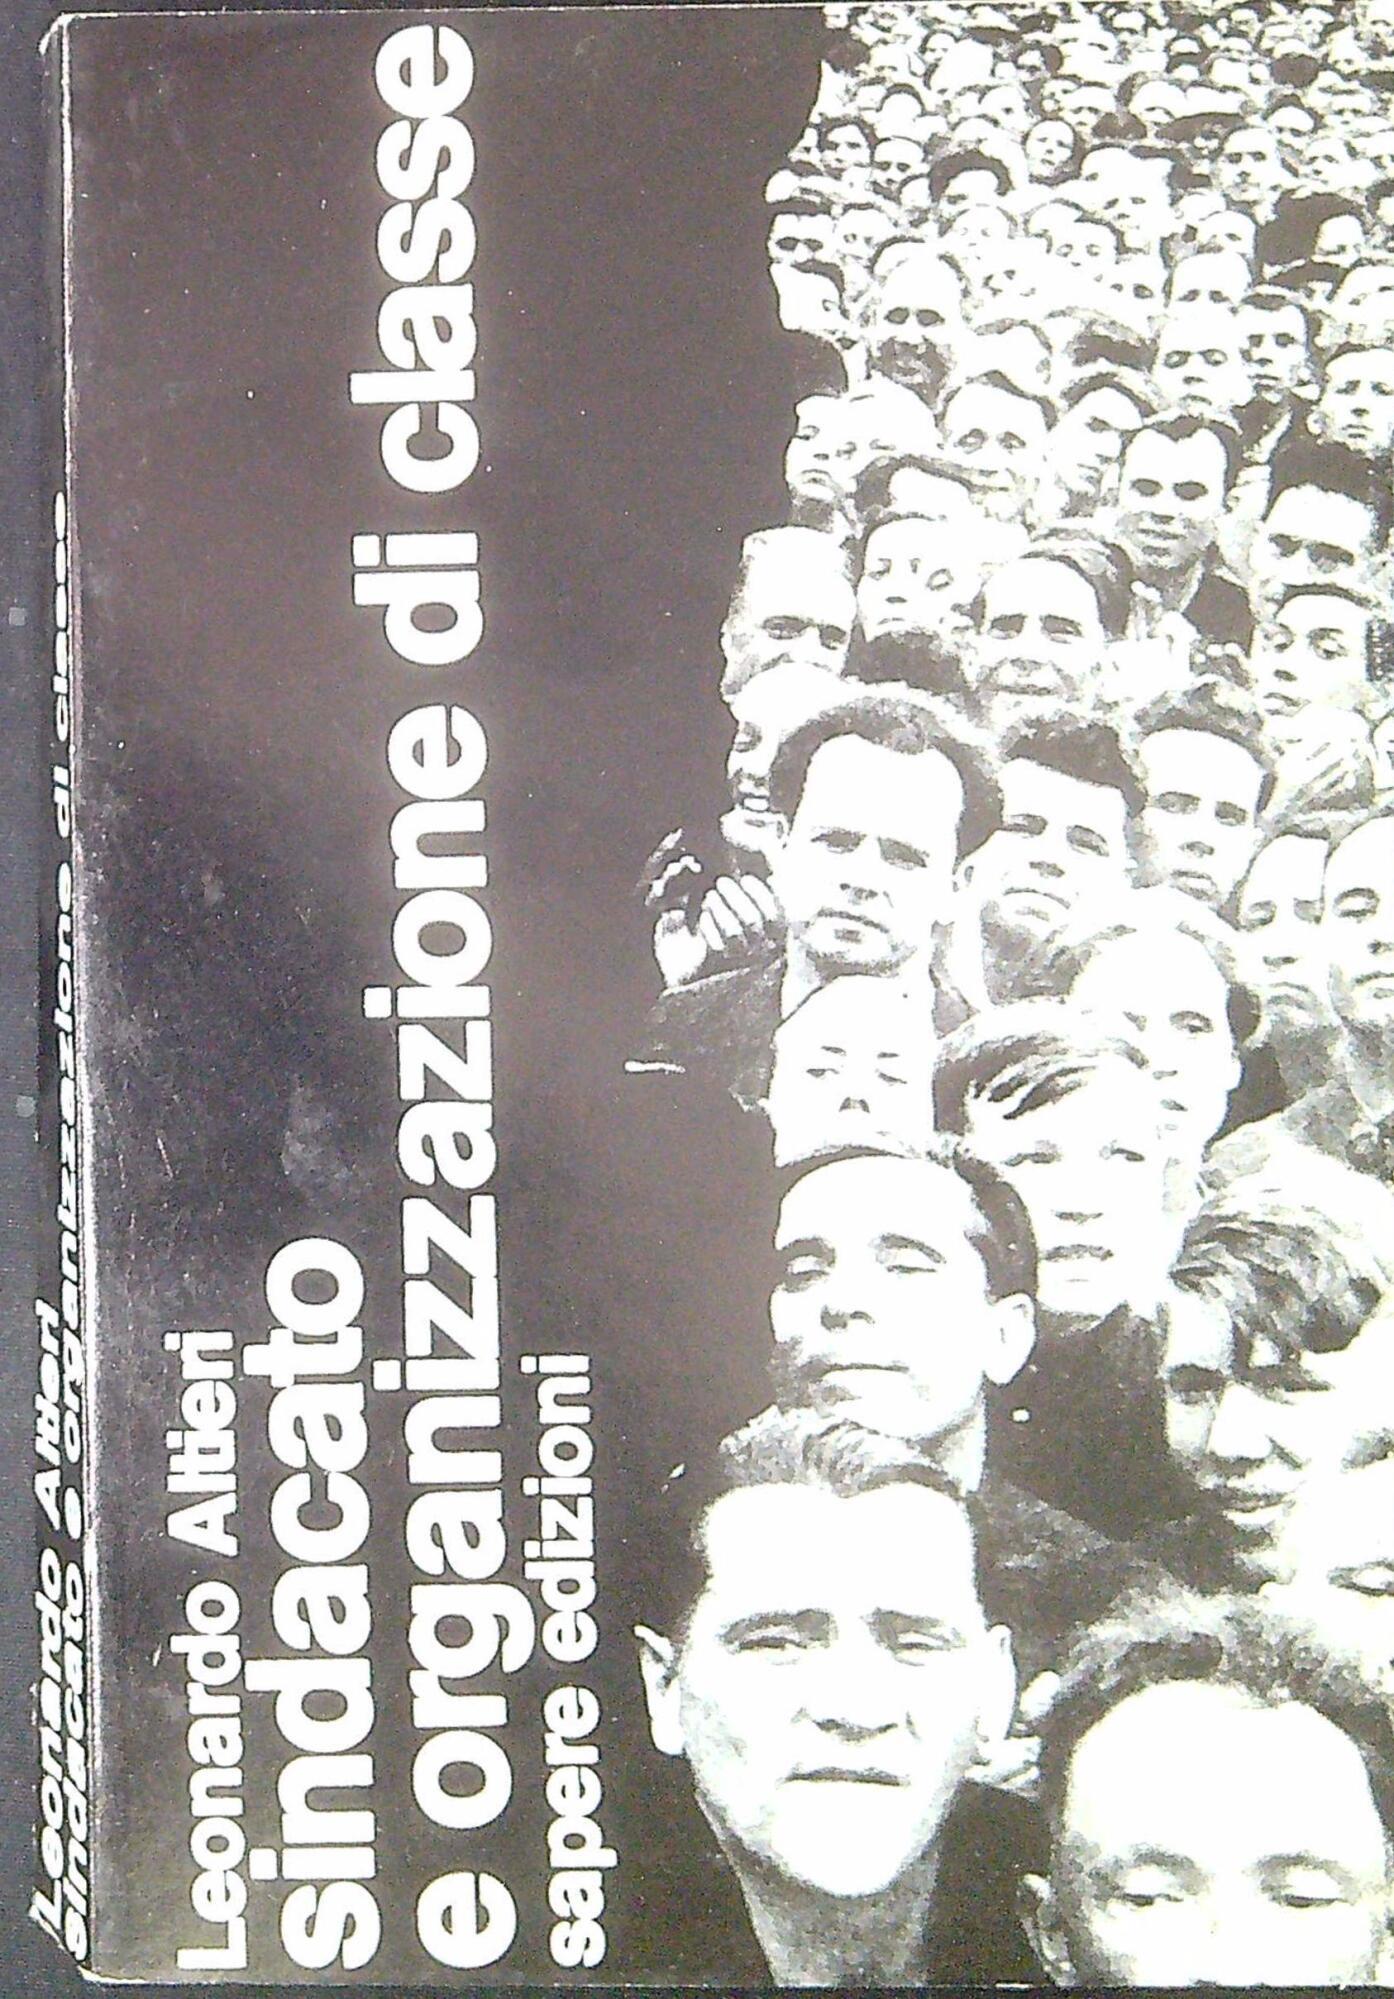 Leonardo Altieri
sindacato e organizzazione di classe
Leonardo Altieri
sindacato
e organizzazione di classe
sapere edizioni